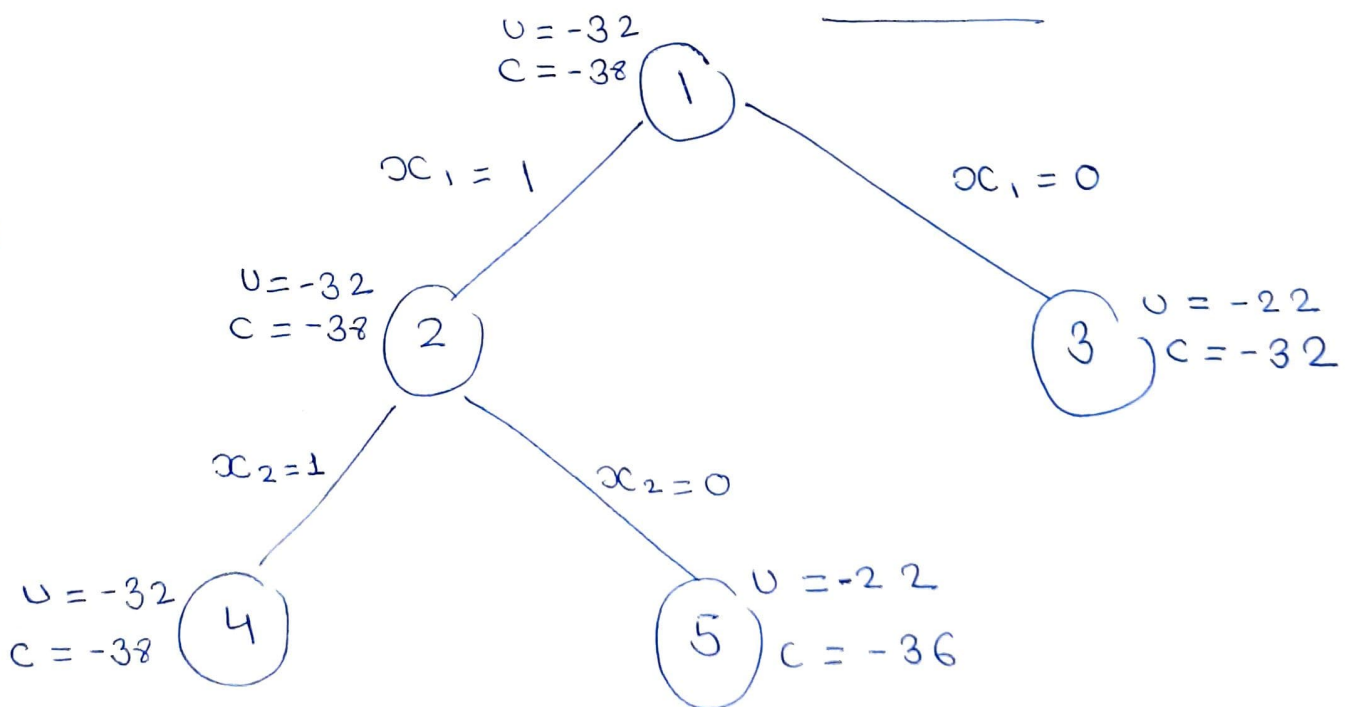 U = -32
C = -38
1
x₁ = 1
x₁ = 0
U = -32
C = -38
2
3
U = -22
C = -32
x₂ = 1
x₂ = 0
U = -32
C = -38
4
5
U = -22
C = -36